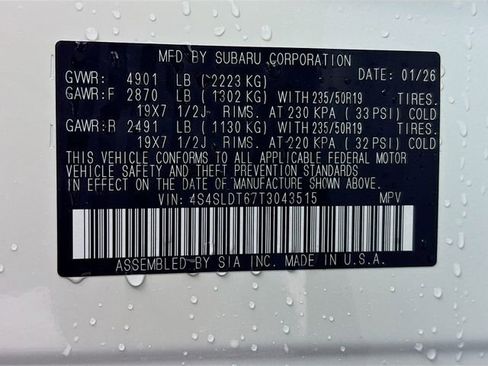 MFD BY SUBARU CORPORATION
GVWR: 4901 LB (2223 KG) DATE: 01/26
GAWR:F 2870 LB (1302 KG) WITH 235/50R19 TIRES.
19X7 1/2J RIMS. AT 230 KPA (33 PSI) COLD
GAWR:R 2491 LB (1130 KG) WITH 235/50R19 TIRES.
19X7 1/2J RIMS. AT 220 KPA (32 PSI) COLD
THIS VEHICLE CONFORMS TO ALL APPLICABLE FEDERAL MOTOR
VEHICLE SAFETY AND THEFT PREVENTION STANDARDS
IN EFFECT ON THE DATE OF MANUFACTURE SHOWN ABOVE.
VIN: 4S4SLDT67T3043515 MPV
ASSEMBLED BY SIA INC. MADE IN U.S.A.